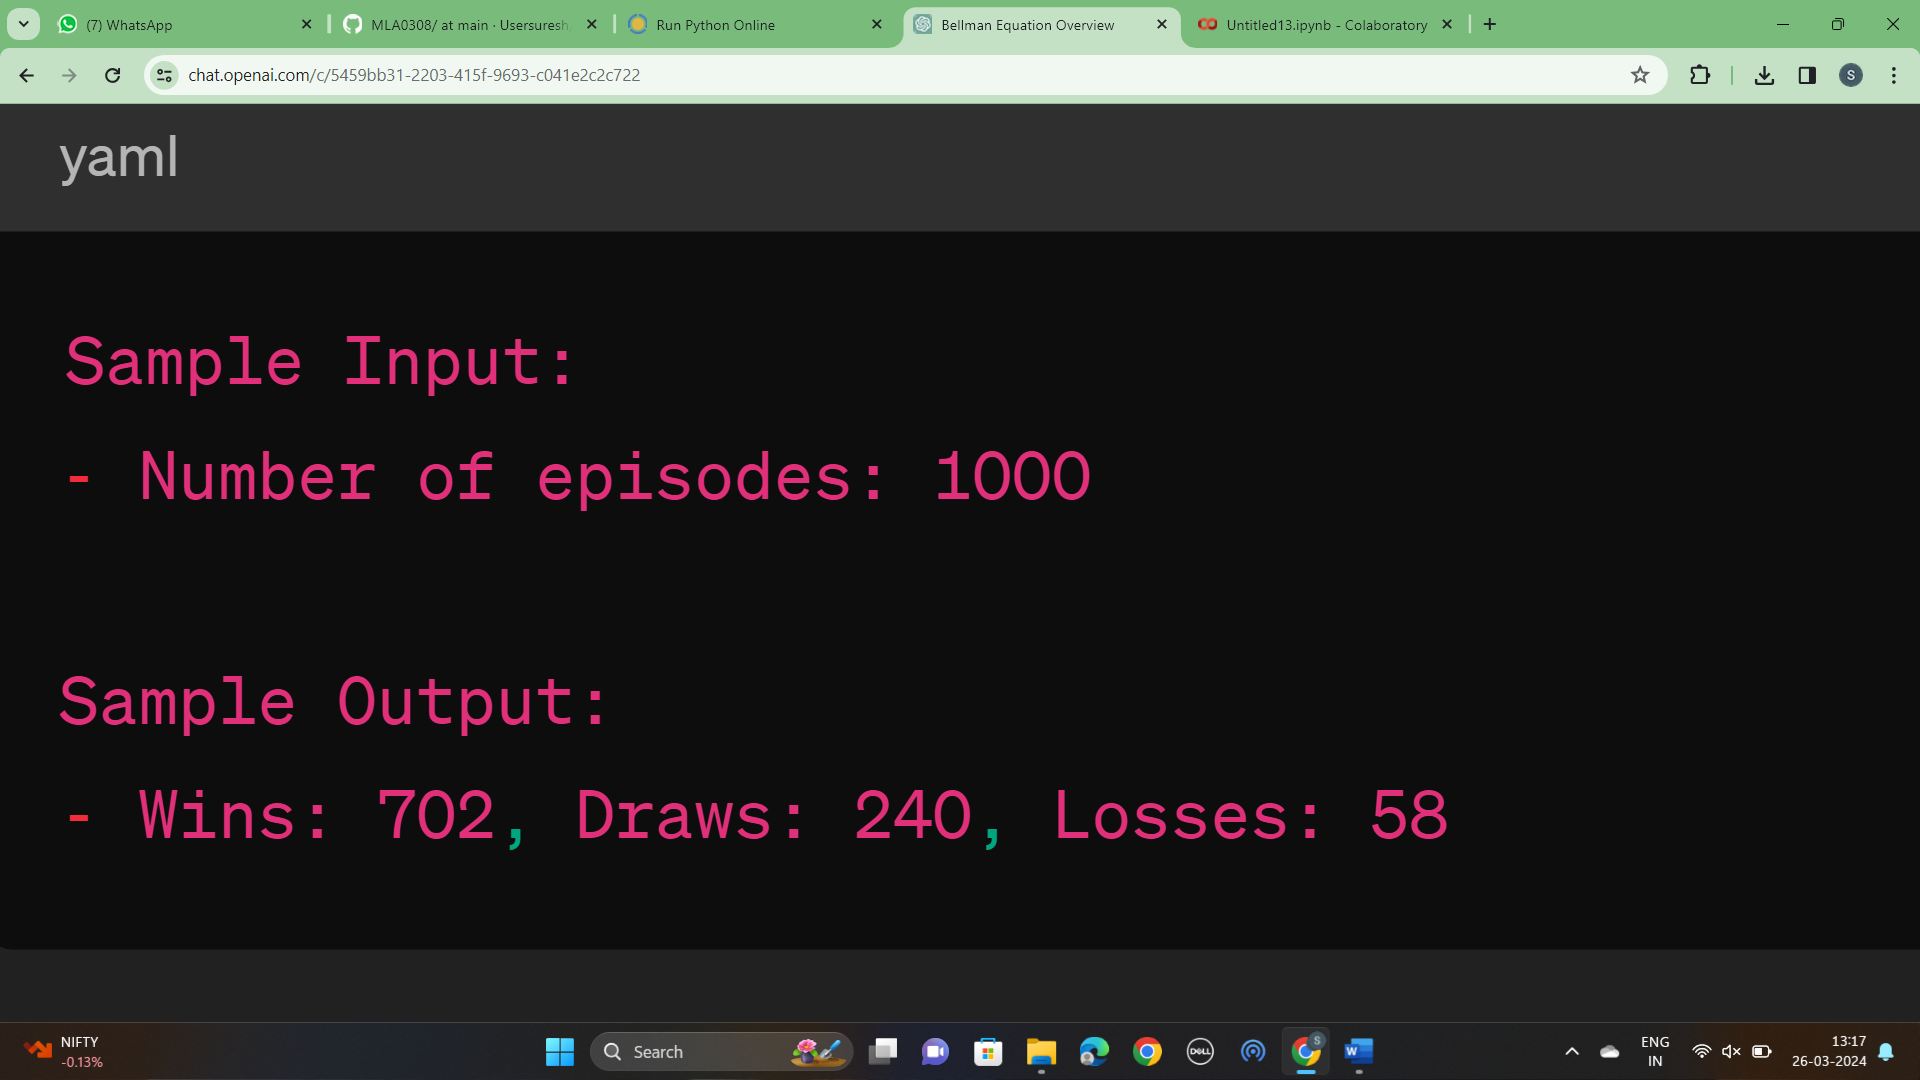 (7) WhatsApp
MLA0308/ at main · Usersuresh
Run Python Online
Bellman Equation Overview
Untitled13.ipynb - Colaboratory
chat.openai.com/c/5459bb31-2203-415f-9693-c041e2c2c722
S
yaml
Sample Input:
- Number of episodes: 1000
Sample Output:
- Wins: 702, Draws: 240, Losses: 58
NIFTY
-0.13%
Search
DELL
S
W
ENG
IN
13:17
26-03-2024